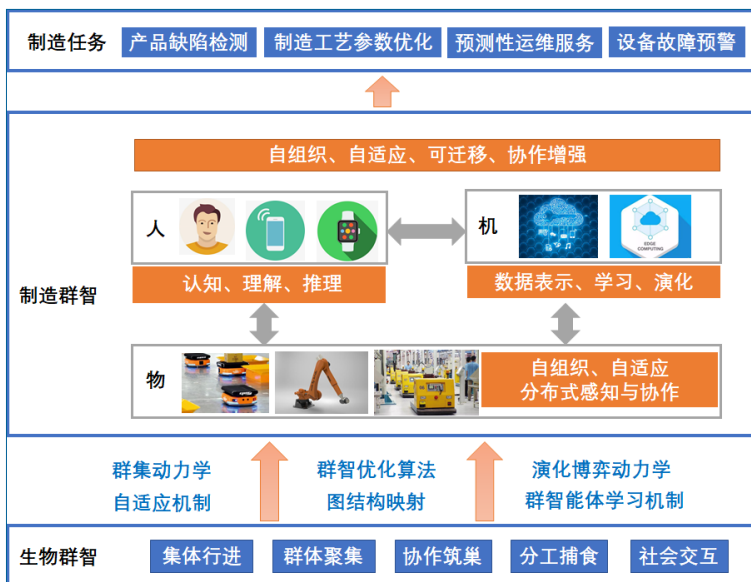 制造任务
产品缺陷检测
制造工艺参数优化
预测性运维服务
设备故障预警
自组织、自适应、可迁移、协作增强
人
机
EDGE
COMPUTING
认知、理解、推理
数据表示、学习、演化
制造群智
物
自组织、自适应
分布式感知与协作
群集动力学
自适应机制
群智优化算法
图结构映射
演化博弈动力学
群智能体学习机制
生物群智
集体行进
群体聚集
协作筑巢
分工捕食
社会交互